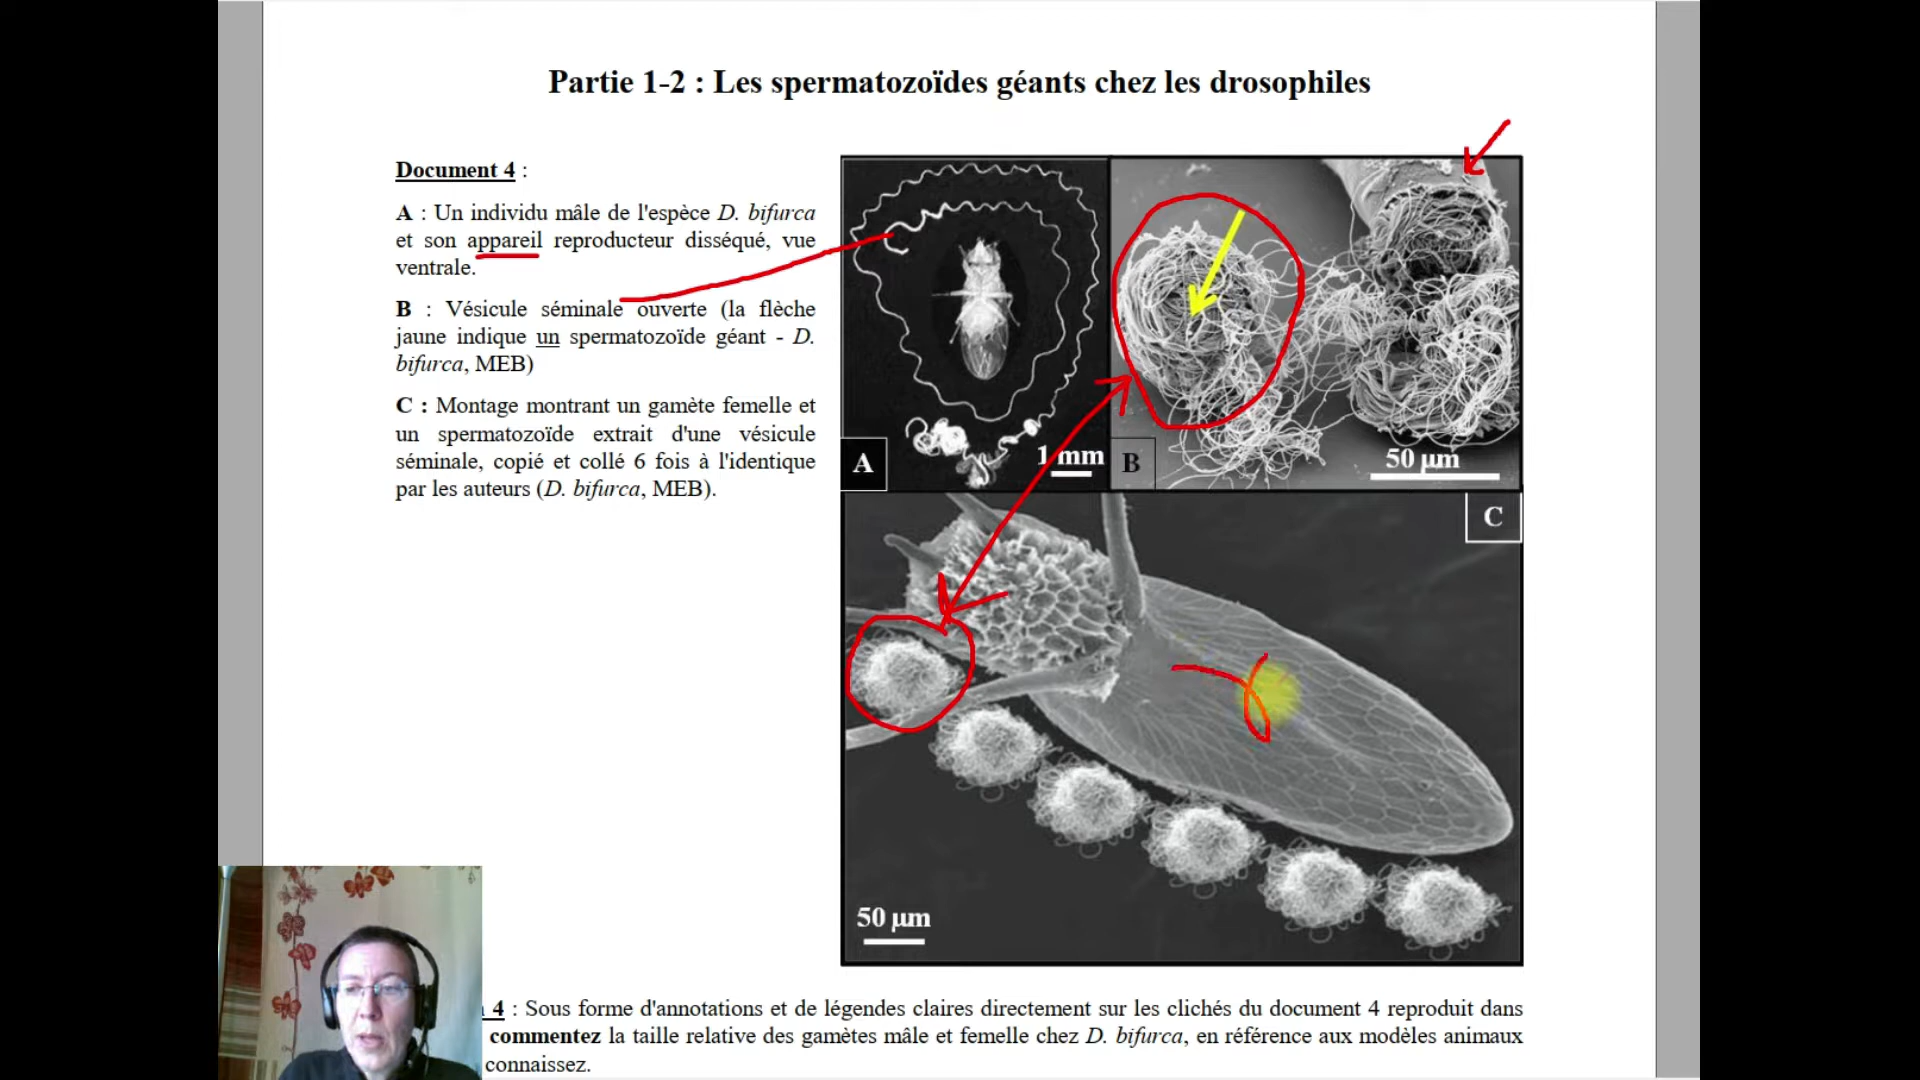 Partie 1-2 : Les spermatozoïdes géants chez les drosophiles
Document 4 :
A : Un individu mâle de l'espèce D. bifurca
et son appareil reproducteur disséqué, vue
ventrale.
B : Vésicule séminale ouverte (la flèche
jaune indique un spermatozoïde géant - D.
bifurca, MEB)
C : Montage montrant un gamète femelle et
un spermatozoïde extrait d'une vésicule
séminale, copié et collé 6 fois à l'identique
par les auteurs (D. bifurca, MEB).
A
1 mm
B
50 µm
C
50 µm
4 : Sous forme d'annotations et de légendes claires directement sur les clichés du document 4 reproduit dans
commentez la taille relative des gamètes mâle et femelle chez D. bifurca, en référence aux modèles animaux
connaissez.